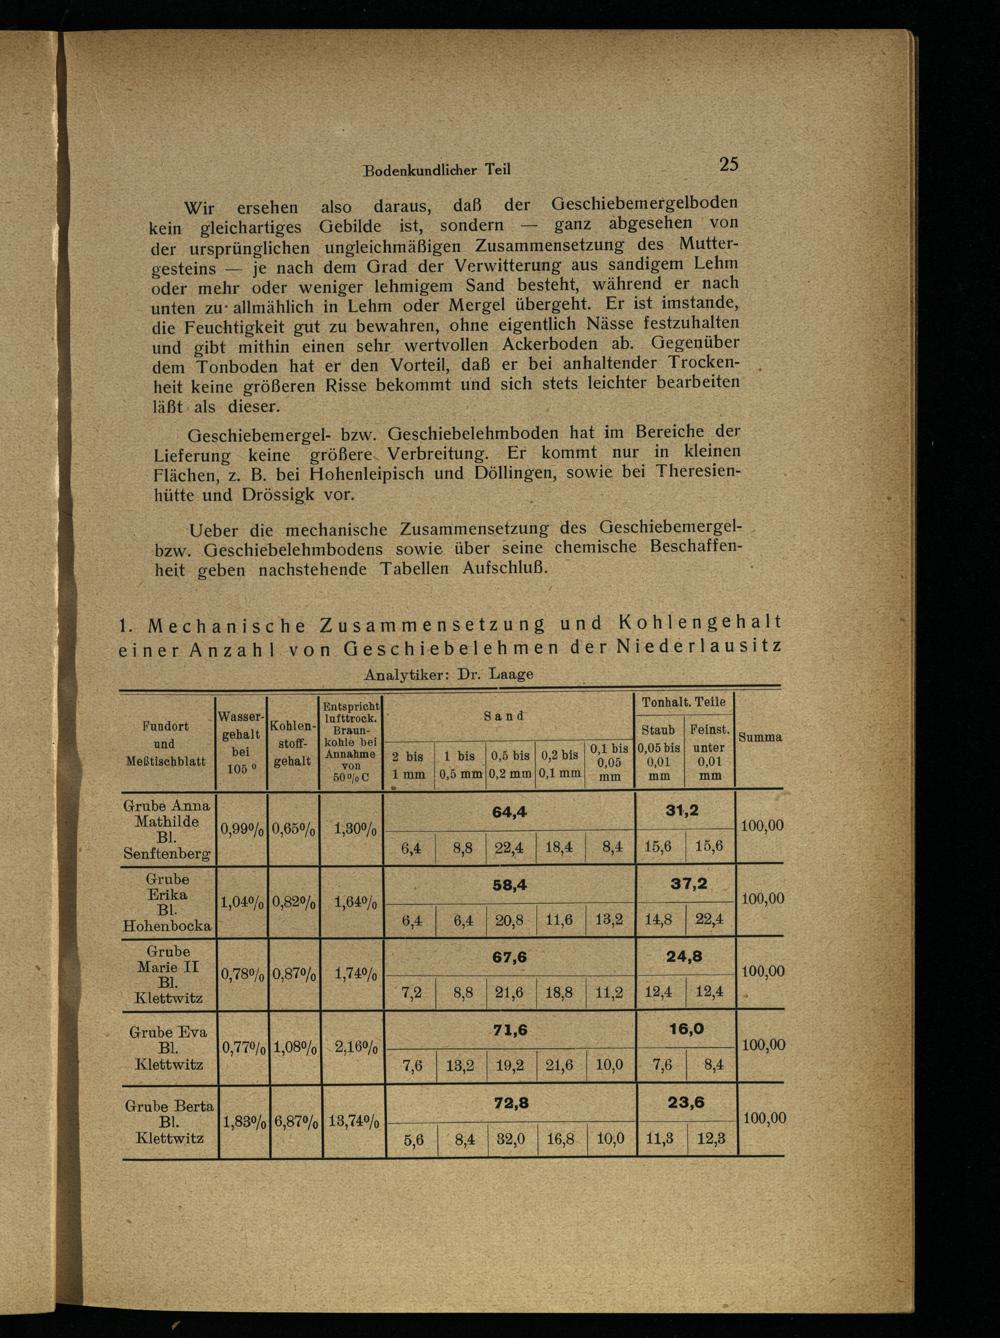 Bodenkundlicher Teil 25
Wir ersehen also daraus, daß der Geschiebemergelboden
kein gleichartiges Gebilde ist, sondern — ganz abgesehen von
der ursprünglichen ungleichmäßigen Zusammensetzung des Mutter-
gesteins — je nach dem Grad der Verwitterung aus sandigem Lehm
oder mehr oder weniger lehmigem Sand besteht, während er nach
unten zu allmählich in Lehm oder Mergel übergeht. Er ist imstande,
die Feuchtigkeit gut zu bewahren, ohne eigentlich Nässe festzuhalten
und gibt mithin einen sehr wertvollen Ackerboden ab. Gegenüber
dem Tonboden hat er den Vorteil, daß er bei anhaltender Trocken-
heit keine größeren Risse bekommt und sich stets leichter bearbeiten
läßt als dieser.
Geschiebemergel- bzw. Geschiebelehmboden hat im Bereiche der
Lieferung keine größere Verbreitung. Er kommt nur in kleinen
Flächen, z. B. bei Hohenleipisch und Döllingen, sowie bei Theresien-
hütte und Drössigk vor.
Ueber die mechanische Zusammensetzung des Geschiebemergel-
bzw. Geschiebelehmbodens sowie über seine chemische Beschaffen-
heit geben nachstehende Tabellen Aufschluß.
1. Mechanische Zusammensetzung und Kohlengehalt
einer Anzahl von Geschiebelehmen der Niederlausitz
Analytiker: Dr. Laage
Fundort
und
Meßtischblatt
Wasser-
gehalt
bei
105 °
Kohlen-
stoff-
gehalt
Entspricht
lufttrock.
Braun-
kohle bei
Annahme
von
50% C
Sand
2 bis
1 mm
1 bis
0,5 mm
0,5 bis
0,2 mm
0,2 bis
0,1 mm
0,1 bis
0,05
mm
Tonhalt. Teile
Staub
0,05 bis
0,01
mm
Feinst.
unter
0,01
mm
Summa
Grube Anna
Mathilde
Bl.
Senftenberg
0,99% 0,65% 1,30%
64,4 31,2
6,4 8,8 22,4 18,4 8,4 15,6 15,6
100,00
Grube
Erika
Bl.
Hohenbocka
1,04% 0,82% 1,64%
58,4 37,2
6,4 6,4 20,8 11,6 13,2 14,8 22,4
100,00
Grube
Marie II
Bl.
Klettwitz
0,78% 0,87% 1,74%
67,6 24,8
7,2 8,8 21,6 18,8 11,2 12,4 12,4
100,00
Grube Eva
Bl.
Klettwitz
0,77% 1,08% 2,16%
71,6 16,0
7,6 13,2 19,2 21,6 10,0 7,6 8,4
100,00
Grube Berta
Bl.
Klettwitz
1,83% 6,87% 13,74%
72,8 23,6
5,6 8,4 32,0 16,8 10,0 11,3 12,3
100,00